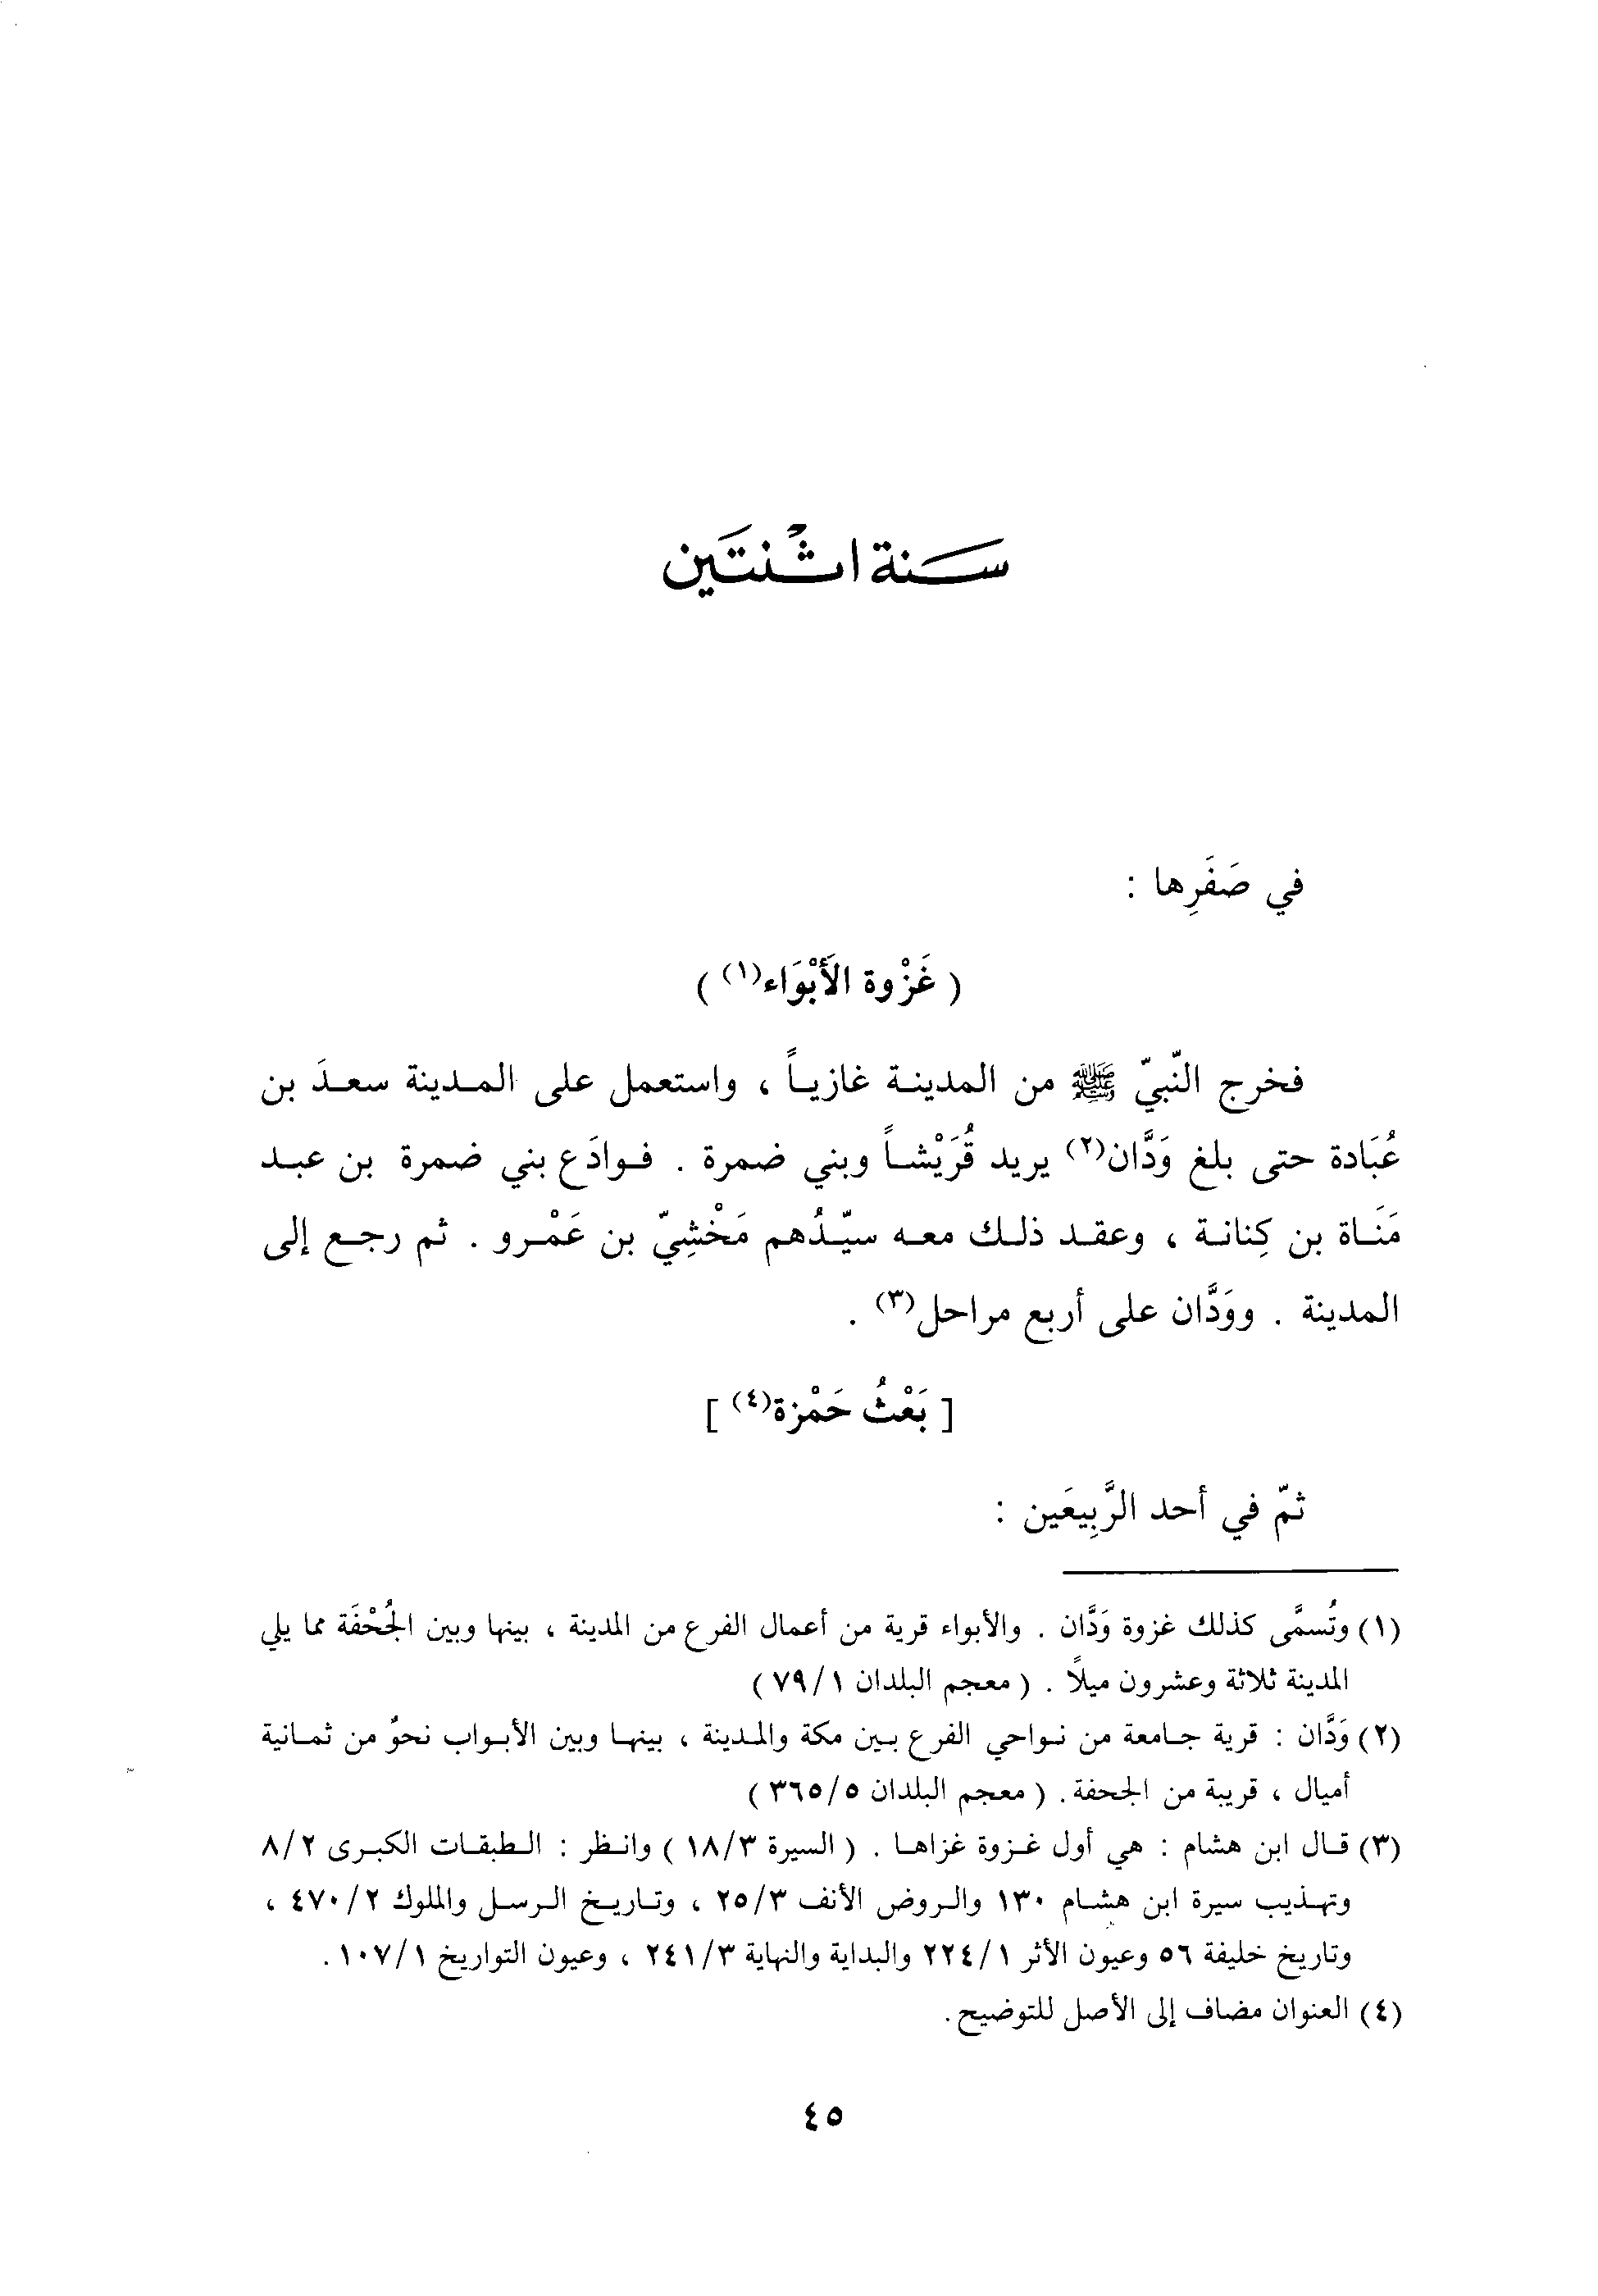 سَنة اثْنتَين
في صَفَرِها :
( غَزْوة الأَبْوَاء(١) )
فخرج النّبيّ ﷺ من المدينة غازياً ، واستعمل على المدينة سعدَ بن
عُبَادة حتى بلغ وَدَّان(٢) يريد قُرَيْشاً وبني ضمرة . فوادَع بني ضمرة بن عبد
مَنَاة بن كِنانة ، وعقد ذلك معه سيّدُهم مَخْشِيّ بن عَمْرو . ثم رجع إلى
المدينة . ووَدَّان على أربع مراحل(٣) .
[ بَعْثُ حَمْزة(٤) ]
ثمّ في أحد الرَّبِيعَين :
(١) وتُسمَّى كذلك غزوة وَدَّان . والأبواء قرية من أعمال الفرع من المدينة ، بينها وبين الجُحْفَة مما يلي
المدينة ثلاثة وعشرون ميلاً . ( معجم البلدان ٧٩/١ )
(٢) وَدَّان : قرية جامعة من نواحي الفرع بين مكة والمدينة ، بينها وبين الأبواب نحوٌ من ثمانية
أميال ، قريبة من الجحفة . ( معجم البلدان ٣٦٥/٥ )
(٣) قال ابن هشام : هي أول غزوة غزاها . ( السيرة ١٨/٣ ) وانظر : الطبقات الكبرى ٨/٢
وتهذيب سيرة ابن هشام ١٣٠ والروض الأنف ٢٥/٣ ، وتاريخ الرسل والملوك ٤٧٠/٢ ،
وتاريخ خليفة ٥٦ وعيون الأثر ٢٢٤/١ والبداية والنهاية ٢٤١/٣ ، وعيون التواريخ ١٠٧/١ .
(٤) العنوان مضاف إلى الأصل للتوضيح .
٤٥